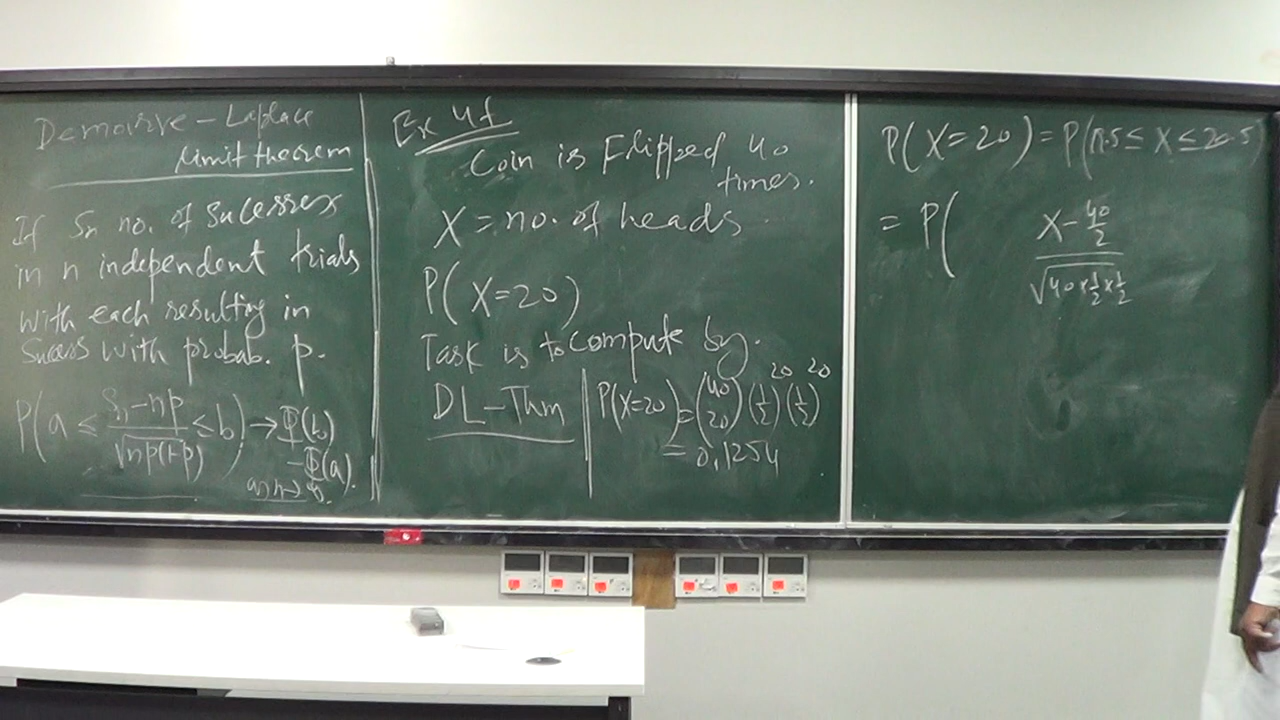 Demoivre – Laplace
limit theorem
If Sn no. of Sucesses
in n independent trials
with each resulting in
Sucess with probab. p.
P(a ≤ (Sn – np)/√(np(1-p)) ≤ b) → Φ(b)
– Φ(a)
as n → ∞.
Ex 4f
Coin is Flipped 40
times.
X = no. of heads
P(X=20)
Task is to compute by.
DL – Thm
P(X=20) = (40 20) (1/2)^20 (1/2)^20
= 0.1254
P(X=20) = P(19.5 ≤ X ≤ 20.5)
= P( (X – 40/2)/√(40×1/2×1/2)